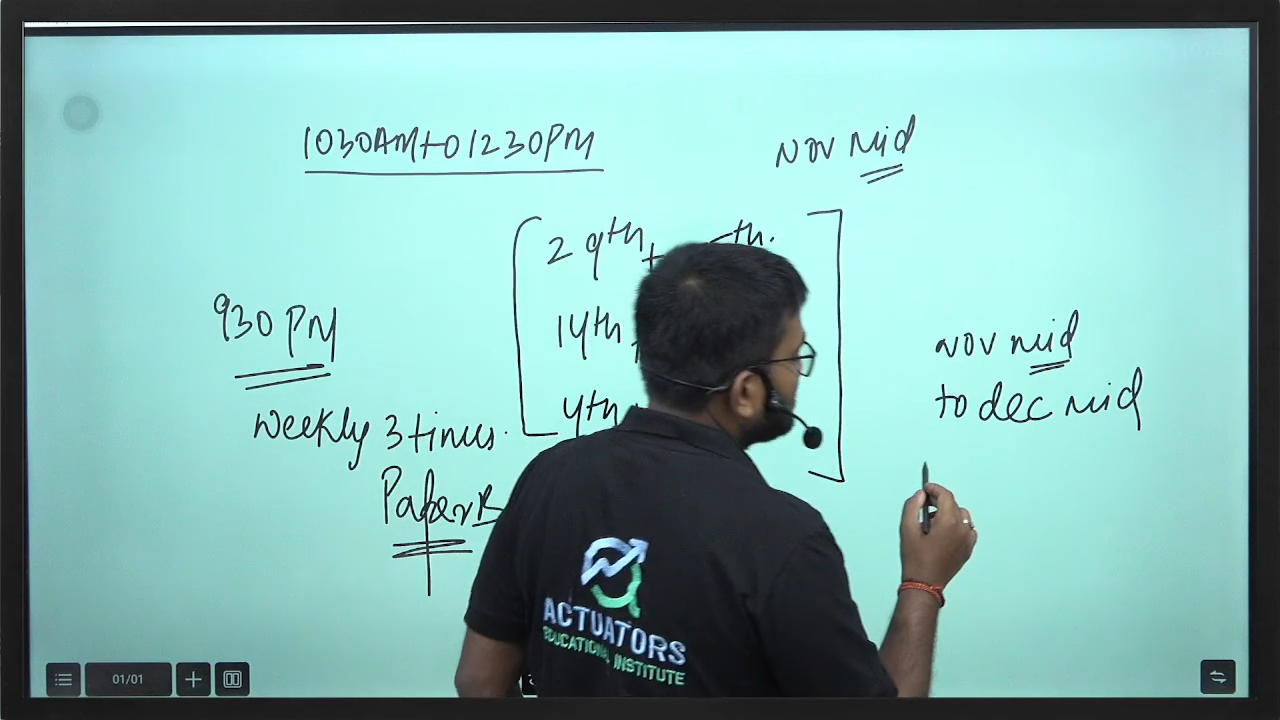 1030AM to 1230PM
Nov Mid
2 9th + th.
14th
4th
930 PM
weekly 3 times.
Paper B
Nov mid
to dec mid
ACTUATORS
EDUCATIONAL INSTITUTE
01/01